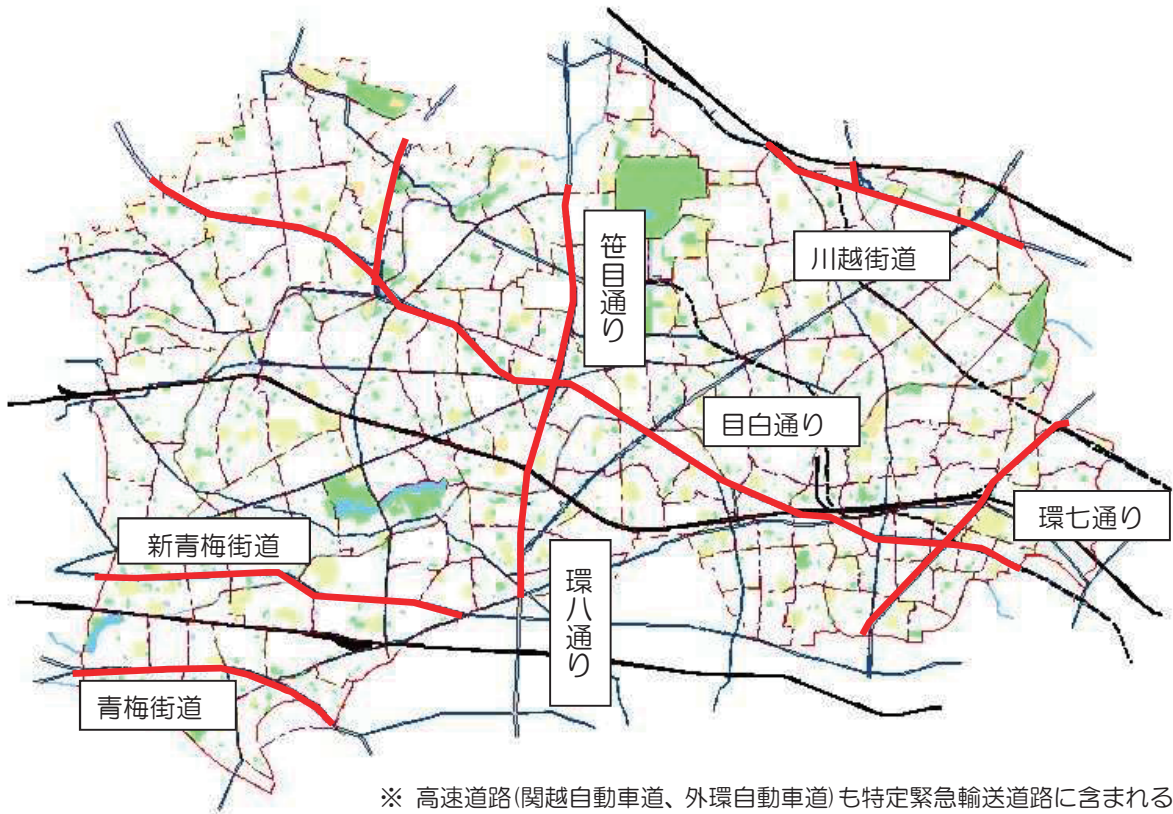 笹目通り
川越街道
目白通り
環七通り
新青梅街道
環八通り
青梅街道
※ 高速道路(関越自動車道、外環自動車道)も特定緊急輸送道路に含まれる